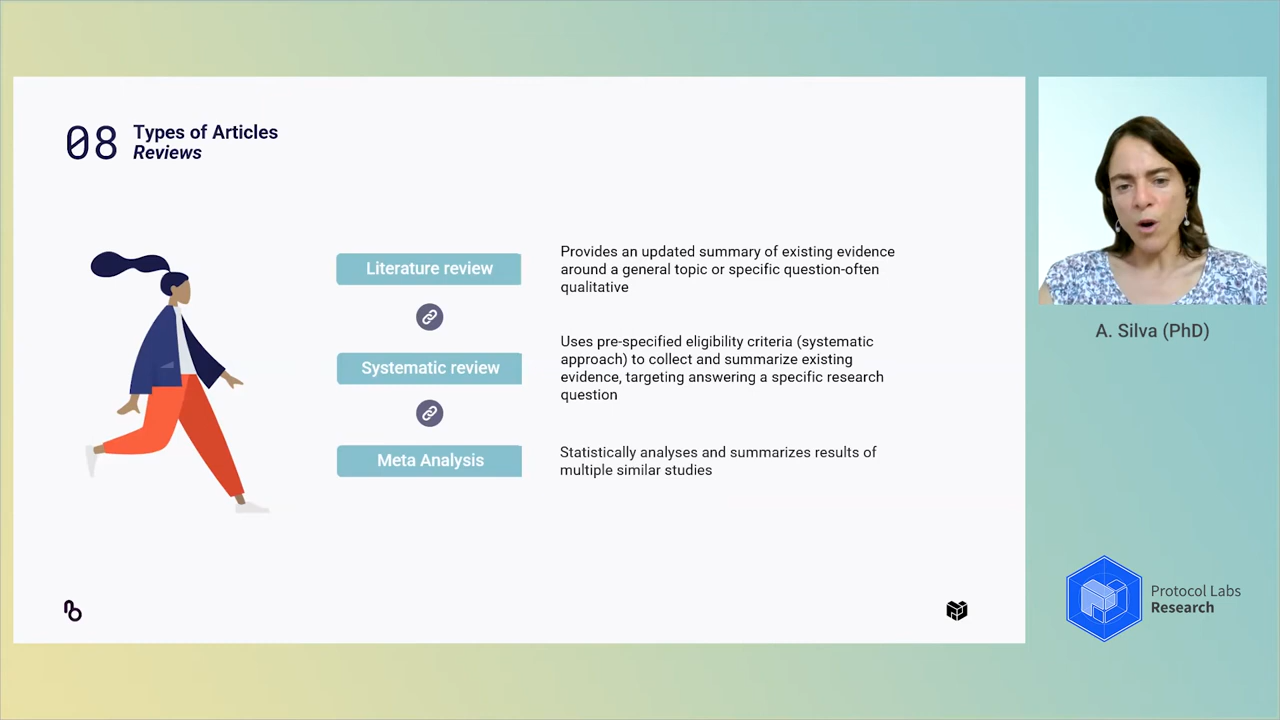 08
Types of Articles
Reviews
Literature review
Provides an updated summary of existing evidence
around a general topic or specific question-often
qualitative
Systematic review
Uses pre-specified eligibility criteria (systematic
approach) to collect and summarize existing
evidence, targeting answering a specific research
question
Meta Analysis
Statistically analyses and summarizes results of
multiple similar studies
A. Silva (PhD)
Protocol Labs
Research